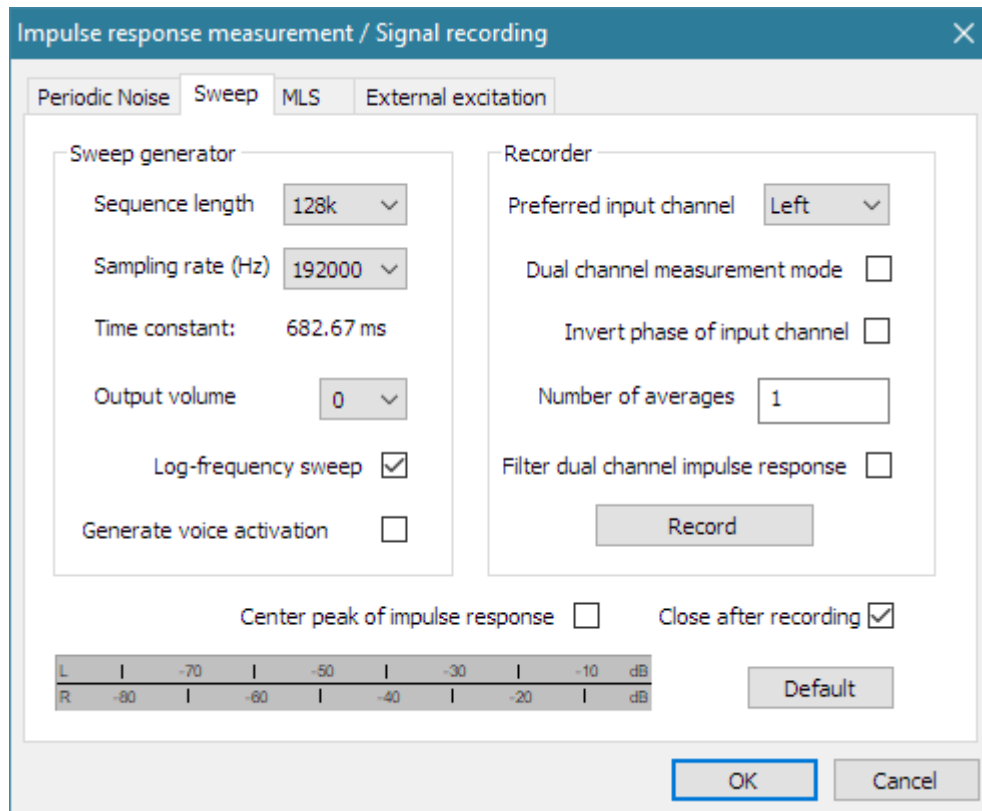 Impulse response measurement / Signal recording
Periodic Noise Sweep MLS External excitation
Sweep generator
Sequence length 128k
Sampling rate (Hz) 192000
Time constant: 682.67 ms
Output volume 0
Log-frequency sweep
Generate voice activation
Recorder
Preferred input channel Left
Dual channel measurement mode
Invert phase of input channel
Number of averages 1
Filter dual channel impulse response
Record
Center peak of impulse response Close after recording
L -70 -50 -30 -10 dB
R -80 -60 -40 -20 dB
Default
OK Cancel